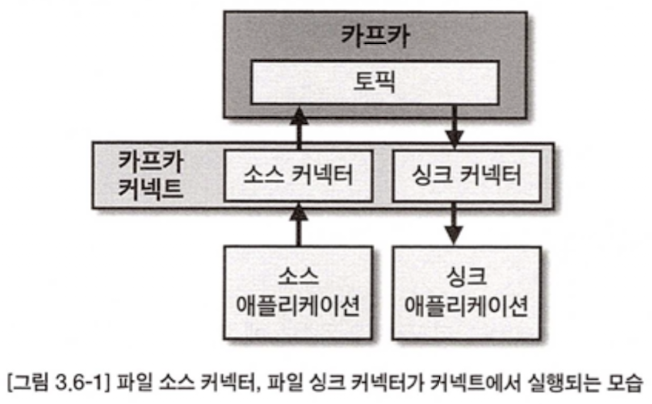 카프카
토픽
카프카
커넥트
소스 커넥터
싱크 커넥터
소스
애플리케이션
싱크
애플리케이션
[그림 3.6-1] 파일 소스 커넥터, 파일 싱크 커넥터가 커넥트에서 실행되는 모습